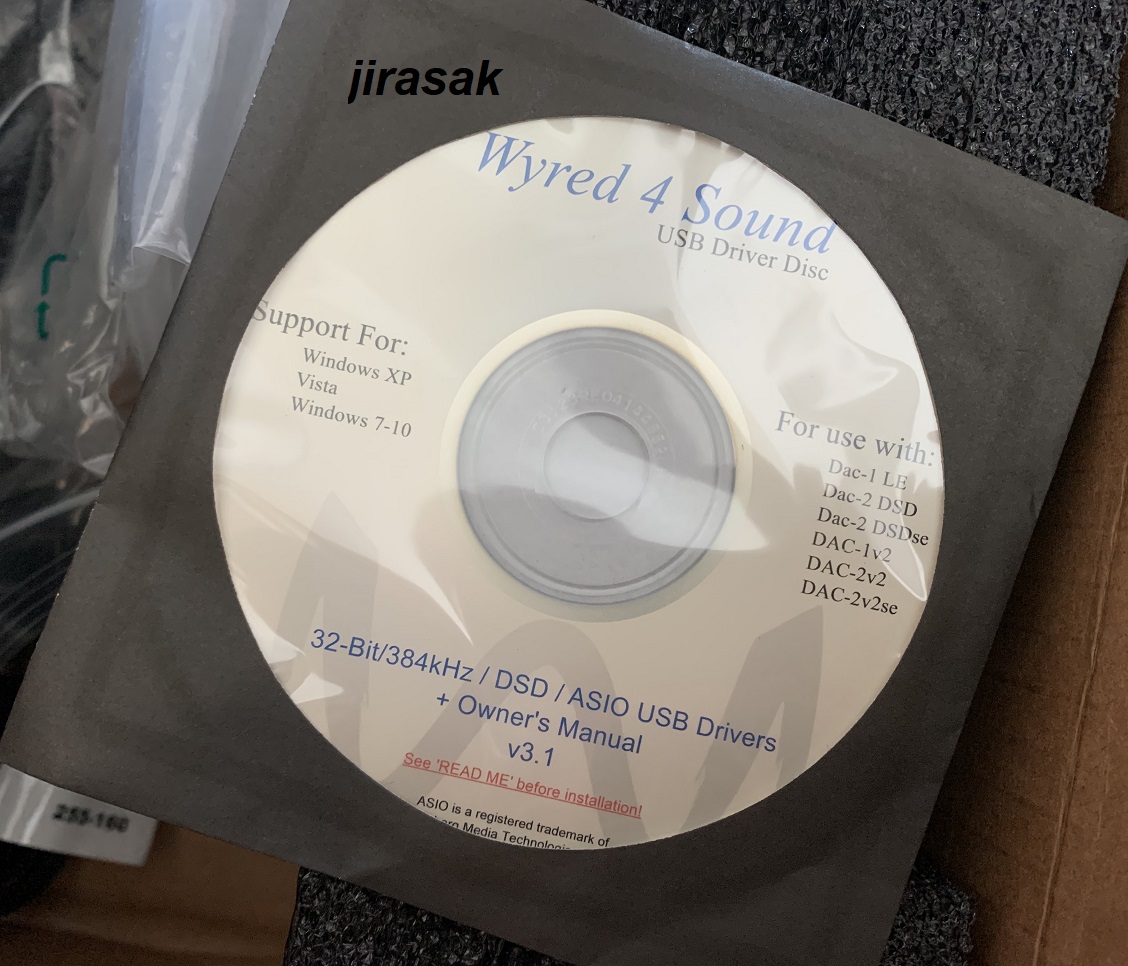 jirasak
Wyred 4 Sound
USB Driver Disc
Support For:
Windows XP
Vista
Windows 7-10
For use with:
Dac-1 LE
Dac-2 DSD
Dac-2 DSDse
DAC-1v2
DAC-2v2
DAC-2v2se
32-Bit/384kHz / DSD / ASIO USB Drivers
+ Owner's Manual
v3.1
See 'READ ME' before installation!
ASIO is a registered trademark of
Media
255-160